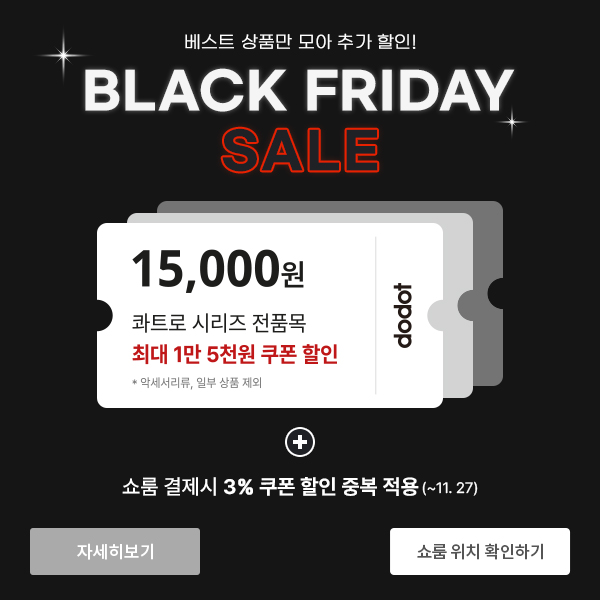 베스트 상품만 모아 추가 할인!
BLACK FRIDAY
SALE
15,000원
콰트로 시리즈 전품목
최대 1만 5천원 쿠폰 할인
* 악세서리류, 일부 상품 제외
dodot
쇼룸 결제시 3% 쿠폰 할인 중복 적용 (~11. 27)
자세히보기
쇼룸 위치 확인하기